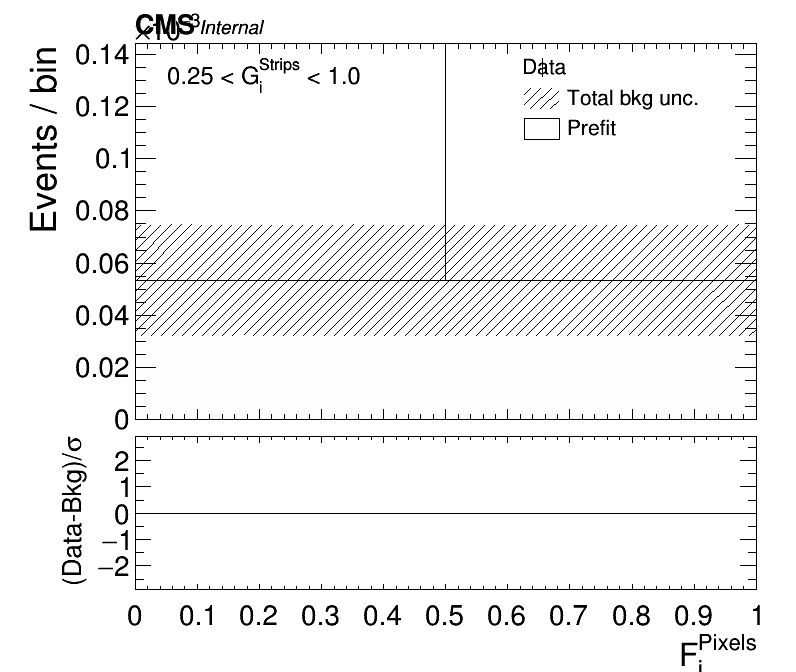 CMS Internal
×10⁻³
Events / bin
0.14
0.12
0.1
0.08
0.06
0.04
0.02
0
0.25 < G_i^Strips < 1.0
Data
Total bkg unc.
Prefit
(Data-Bkg)/σ
2
1
0
−1
−2
0 0.1 0.2 0.3 0.4 0.5 0.6 0.7 0.8 0.9 1
F_i^Pixels